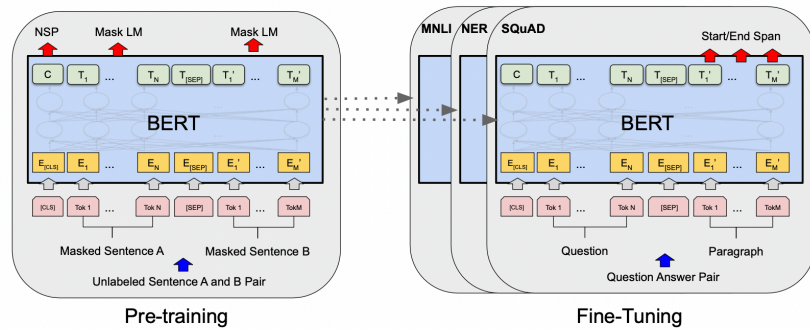 NSP Mask LM Mask LM
C T1 ... TN T[SEP] T1' ... TM'
BERT
E[CLS] E1 ... EN E[SEP] E1' ... EM'
[CLS] Tok 1 ... Tok N [SEP] Tok 1 ... TokM
Masked Sentence A Masked Sentence B
Unlabeled Sentence A and B Pair
Pre-training
MNLI NER SQuAD
Start/End Span
C T1 ... TN T[SEP] T1' ... TM'
BERT
E[CLS] E1 ... EN E[SEP] E1' ... EM'
[CLS] Tok 1 ... Tok N [SEP] Tok 1 ... TokM
Question Paragraph
Question Answer Pair
Fine-Tuning